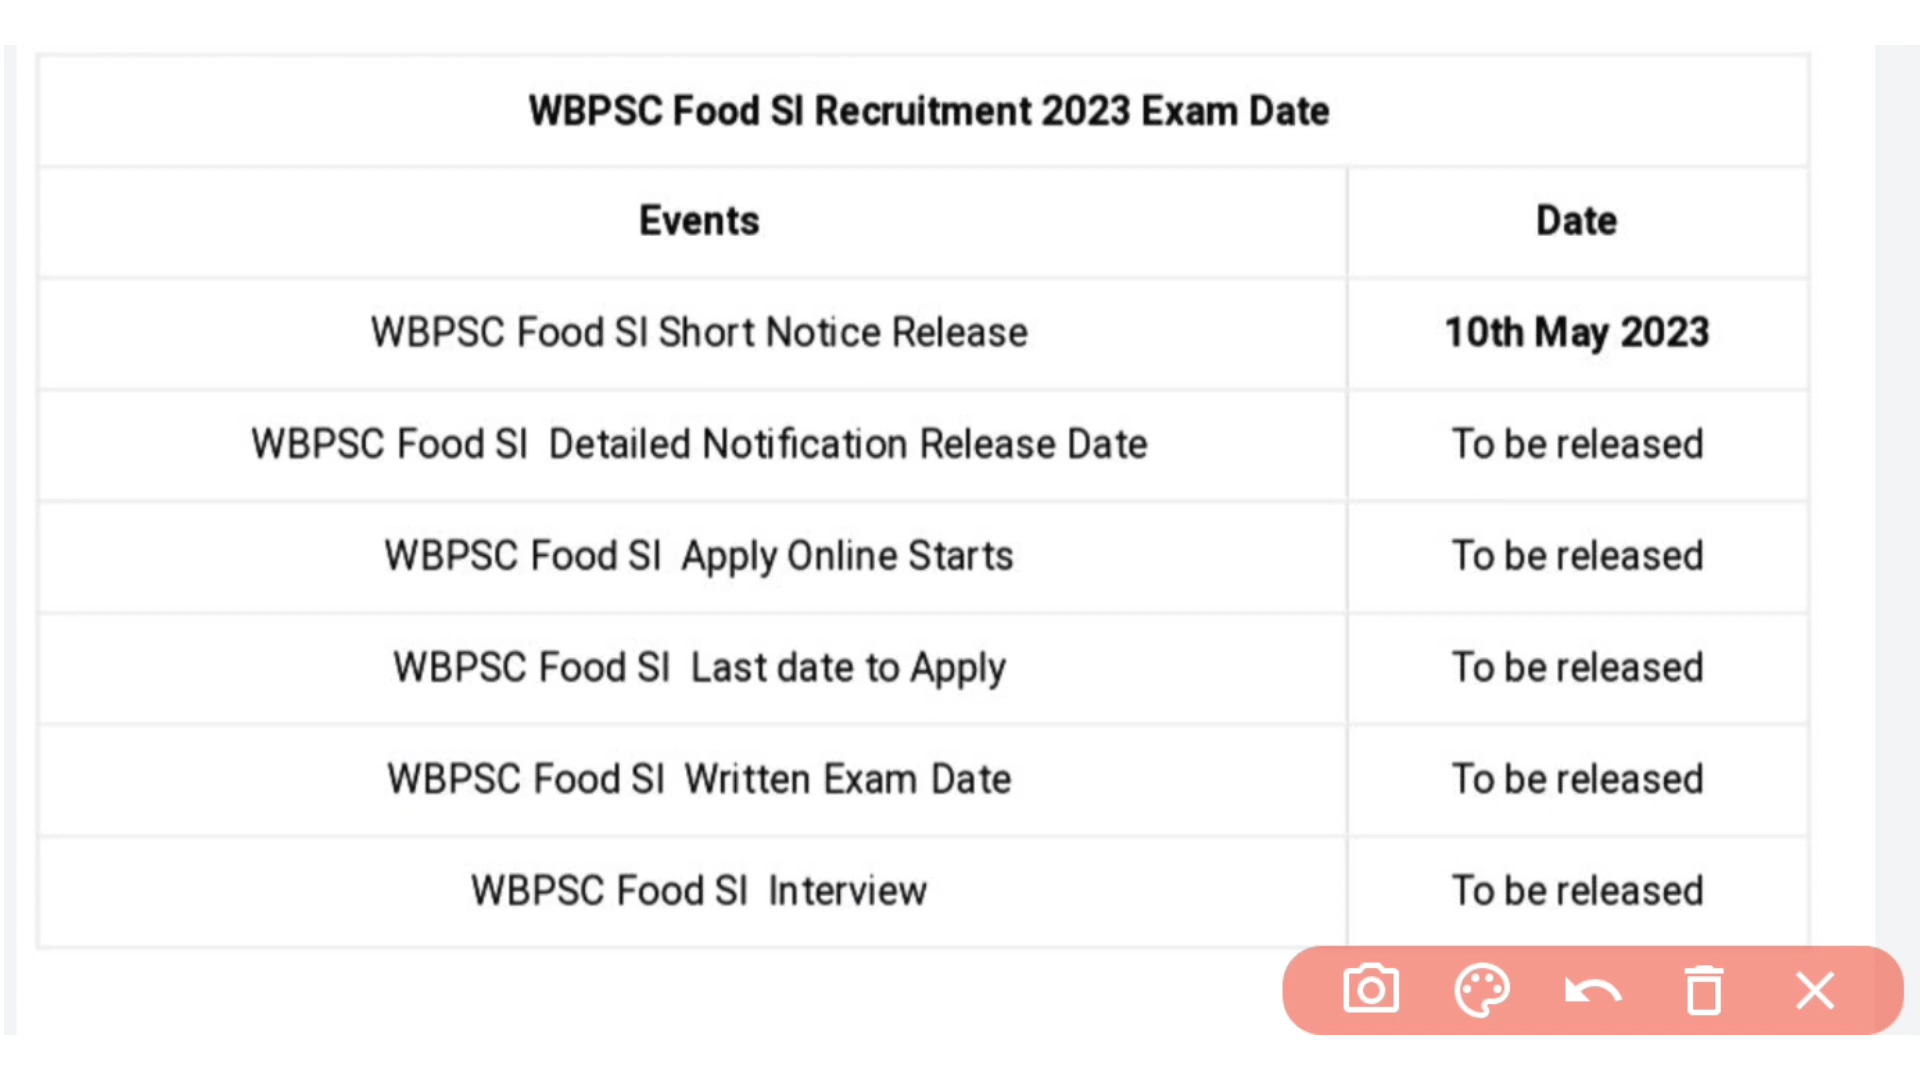 WBPSC Food SI Recruitment 2023 Exam Date
Events Date
WBPSC Food SI Short Notice Release 10th May 2023
WBPSC Food SI Detailed Notification Release Date To be released
WBPSC Food SI Apply Online Starts To be released
WBPSC Food SI Last date to Apply To be released
WBPSC Food SI Written Exam Date To be released
WBPSC Food SI Interview To be released